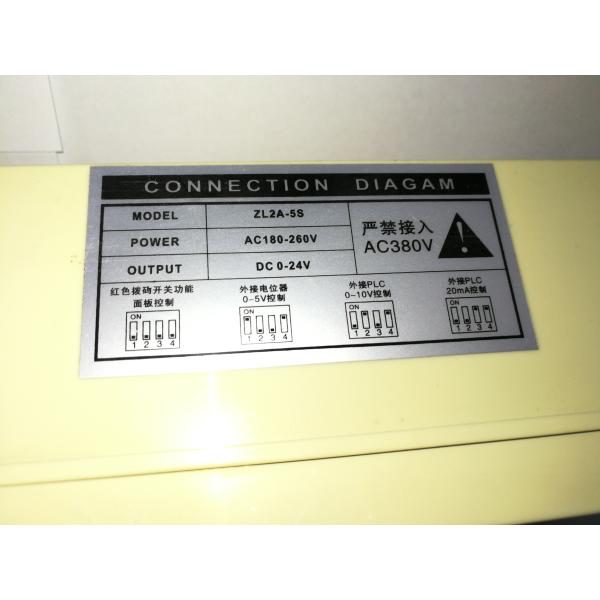 CONNECTION DIAGAM
MODEL ZL2A-5S
POWER AC180-260V
OUTPUT DC 0-24V
严禁接入
AC380V
红色拨码开关功能
面板控制
ON
1 2 3 4
外接电位器
0~5V控制
ON
1 2 3 4
外接PLC
0~10V控制
ON
1 2 3 4
外接PLC
20mA控制
ON
1 2 3 4